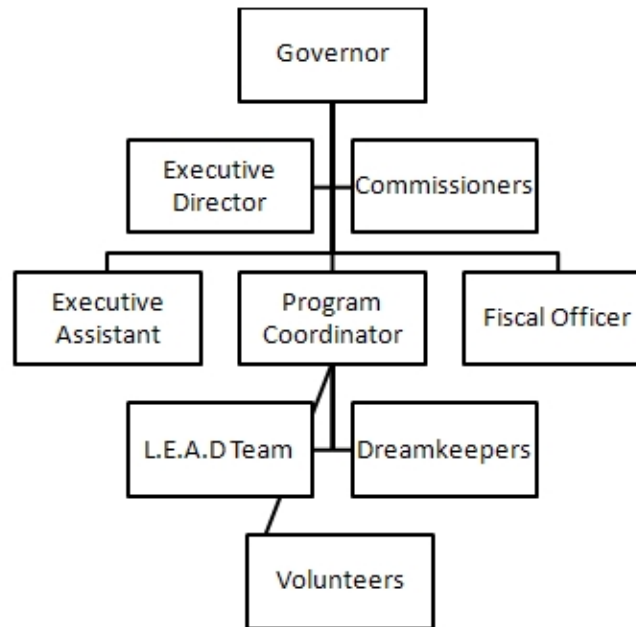 Governor
Executive
Director
Commissioners
Executive
Assistant
Program
Coordinator
Fiscal Officer
L.E.A.D Team
Dreamkeepers
Volunteers